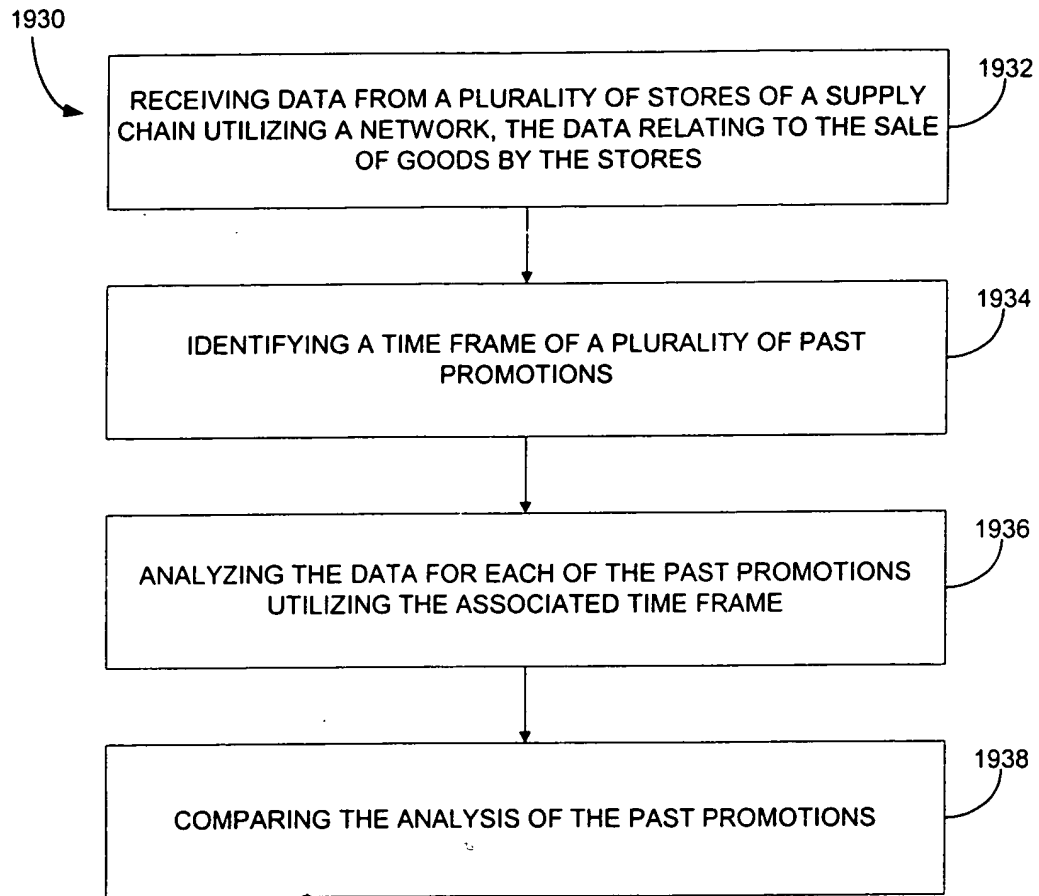 1930
1932
RECEIVING DATA FROM A PLURALITY OF STORES OF A SUPPLY
CHAIN UTILIZING A NETWORK, THE DATA RELATING TO THE SALE
OF GOODS BY THE STORES
1934
IDENTIFYING A TIME FRAME OF A PLURALITY OF PAST
PROMOTIONS
1936
ANALYZING THE DATA FOR EACH OF THE PAST PROMOTIONS
UTILIZING THE ASSOCIATED TIME FRAME
1938
COMPARING THE ANALYSIS OF THE PAST PROMOTIONS